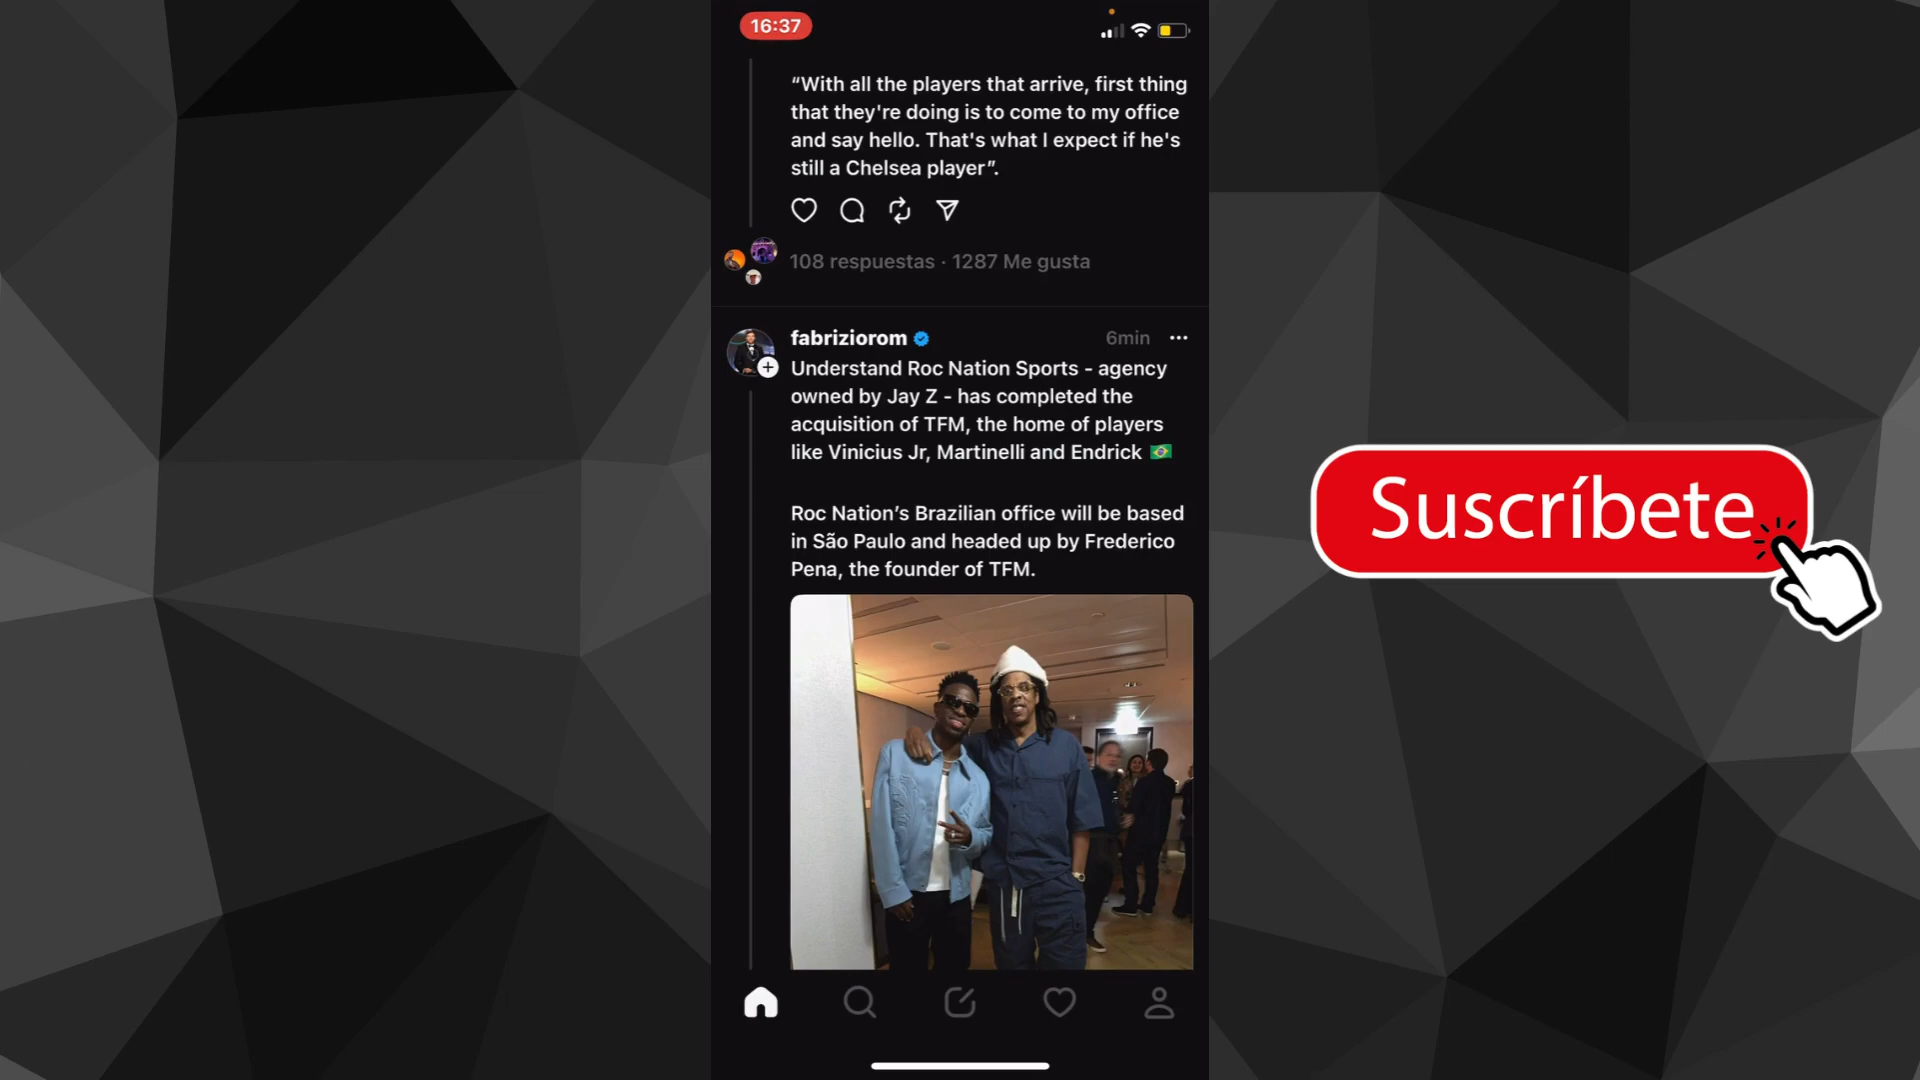 16:37
“With all the players that arrive, first thing
that they're doing is to come to my office
and say hello. That's what I expect if he's
still a Chelsea player”.
108 respuestas · 1287 Me gusta
fabriziorom 6min
Understand Roc Nation Sports - agency
owned by Jay Z - has completed the
acquisition of TFM, the home of players
like Vinicius Jr, Martinelli and Endrick 🇧🇷
Roc Nation’s Brazilian office will be based
in São Paulo and headed up by Frederico
Pena, the founder of TFM.
Suscríbete